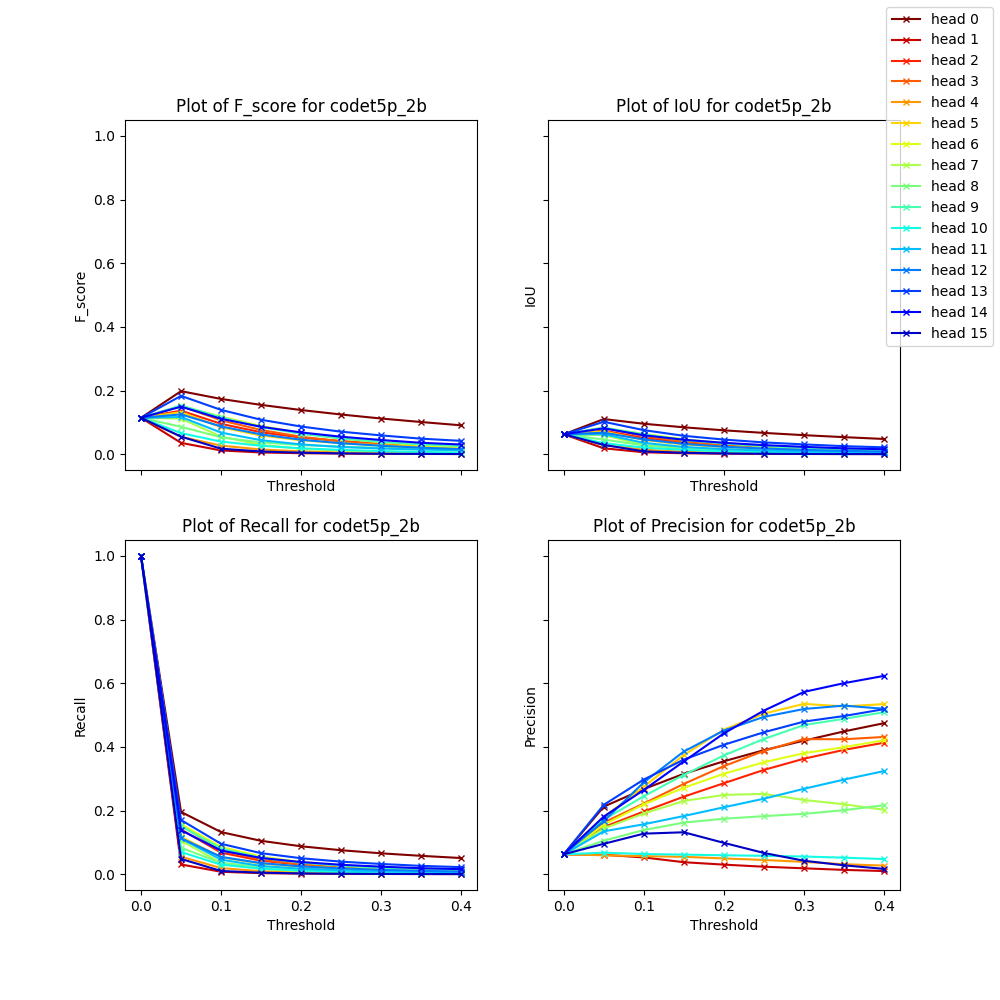 Plot of F_score for codet5p_2b
1.0
0.8
0.6
0.4
0.2
0.0
F_score
Threshold
Plot of IoU for codet5p_2b
IoU
Threshold
head 0
head 1
head 2
head 3
head 4
head 5
head 6
head 7
head 8
head 9
head 10
head 11
head 12
head 13
head 14
head 15
Plot of Recall for codet5p_2b
1.0
0.8
0.6
0.4
0.2
0.0
Recall
0.0 0.1 0.2 0.3 0.4
Threshold
Plot of Precision for codet5p_2b
Precision
0.0 0.1 0.2 0.3 0.4
Threshold